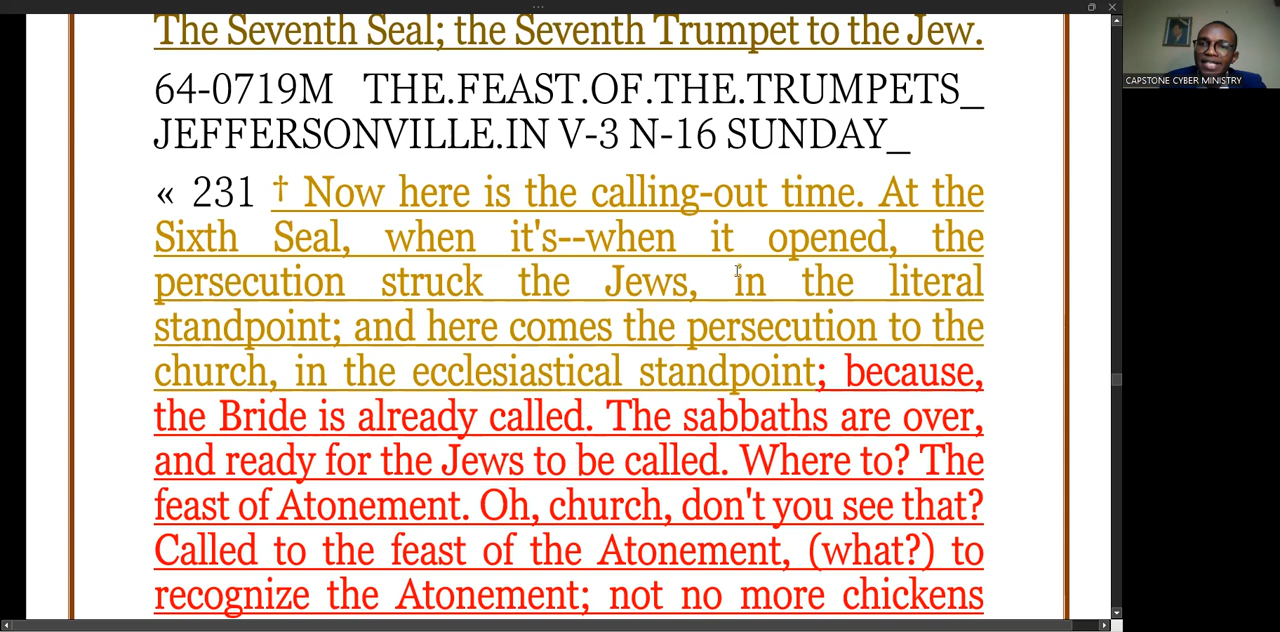 The Seventh Seal; the Seventh Trumpet to the Jew.
64-0719M THE.FEAST.OF.THE.TRUMPETS_
JEFFERSONVILLE.IN V-3 N-16 SUNDAY_
« 231 † Now here is the calling-out time. At the
Sixth Seal, when it's--when it opened, the
persecution struck the Jews, in the literal
standpoint; and here comes the persecution to the
church, in the ecclesiastical standpoint; because,
the Bride is already called. The sabbaths are over,
and ready for the Jews to be called. Where to? The
feast of Atonement. Oh, church, don't you see that?
Called to the feast of the Atonement, (what?) to
recognize the Atonement; not no more chickens
CAPSTONE CYBER MINISTRY